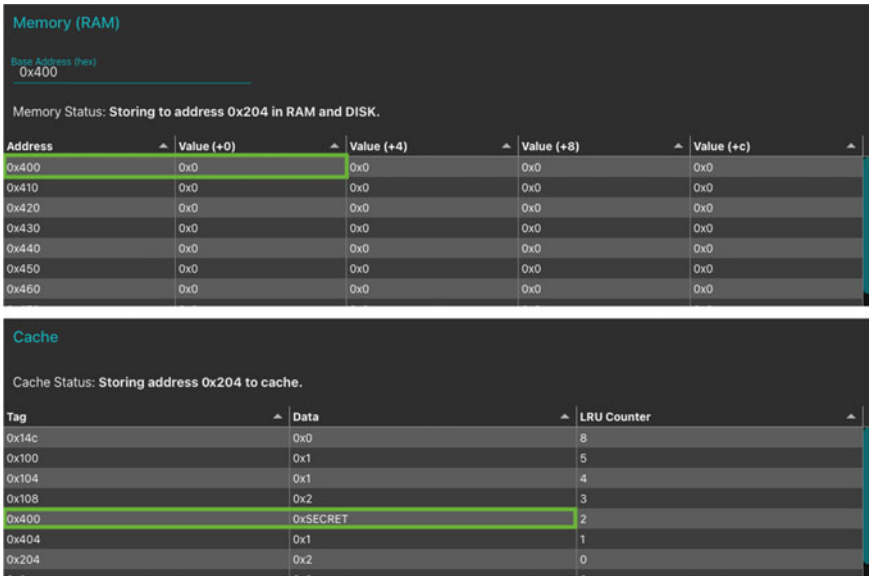 Memory (RAM)
Base Address (hex)
0x400
Memory Status: Storing to address 0x204 in RAM and DISK.
Address Value (+0) Value (+4) Value (+8) Value (+c)
0x400 0x0 0x0 0x0 0x0
0x410 0x0 0x0 0x0 0x0
0x420 0x0 0x0 0x0 0x0
0x430 0x0 0x0 0x0 0x0
0x440 0x0 0x0 0x0 0x0
0x450 0x0 0x0 0x0 0x0
0x460 0x0 0x0 0x0 0x0
Cache
Cache Status: Storing address 0x204 to cache.
Tag Data LRU Counter
0x14c 0x0 8
0x100 0x1 5
0x104 0x1 4
0x108 0x2 3
0x400 0xSECRET 2
0x404 0x1 1
0x204 0x2 0